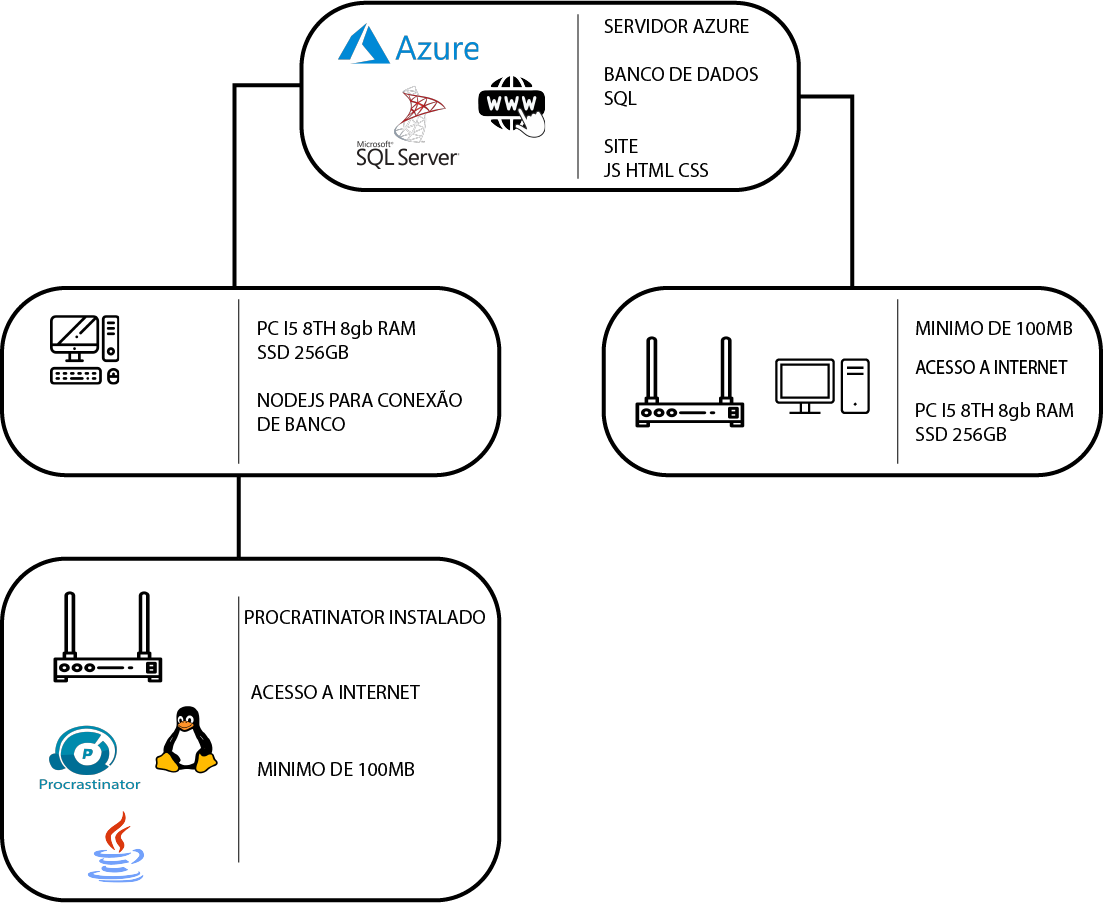 Azure
WWW
Microsoft®
SQL Server®
SERVIDOR AZURE
BANCO DE DADOS
SQL
SITE
JS HTML CSS
PC I5 8TH 8gb RAM
SSD 256GB
NODEJS PARA CONEXÃO
DE BANCO
MINIMO DE 100MB
ACESSO A INTERNET
PC I5 8TH 8gb RAM
SSD 256GB
P
Procrastinator
PROCRATINATOR INSTALADO
ACESSO A INTERNET
MINIMO DE 100MB